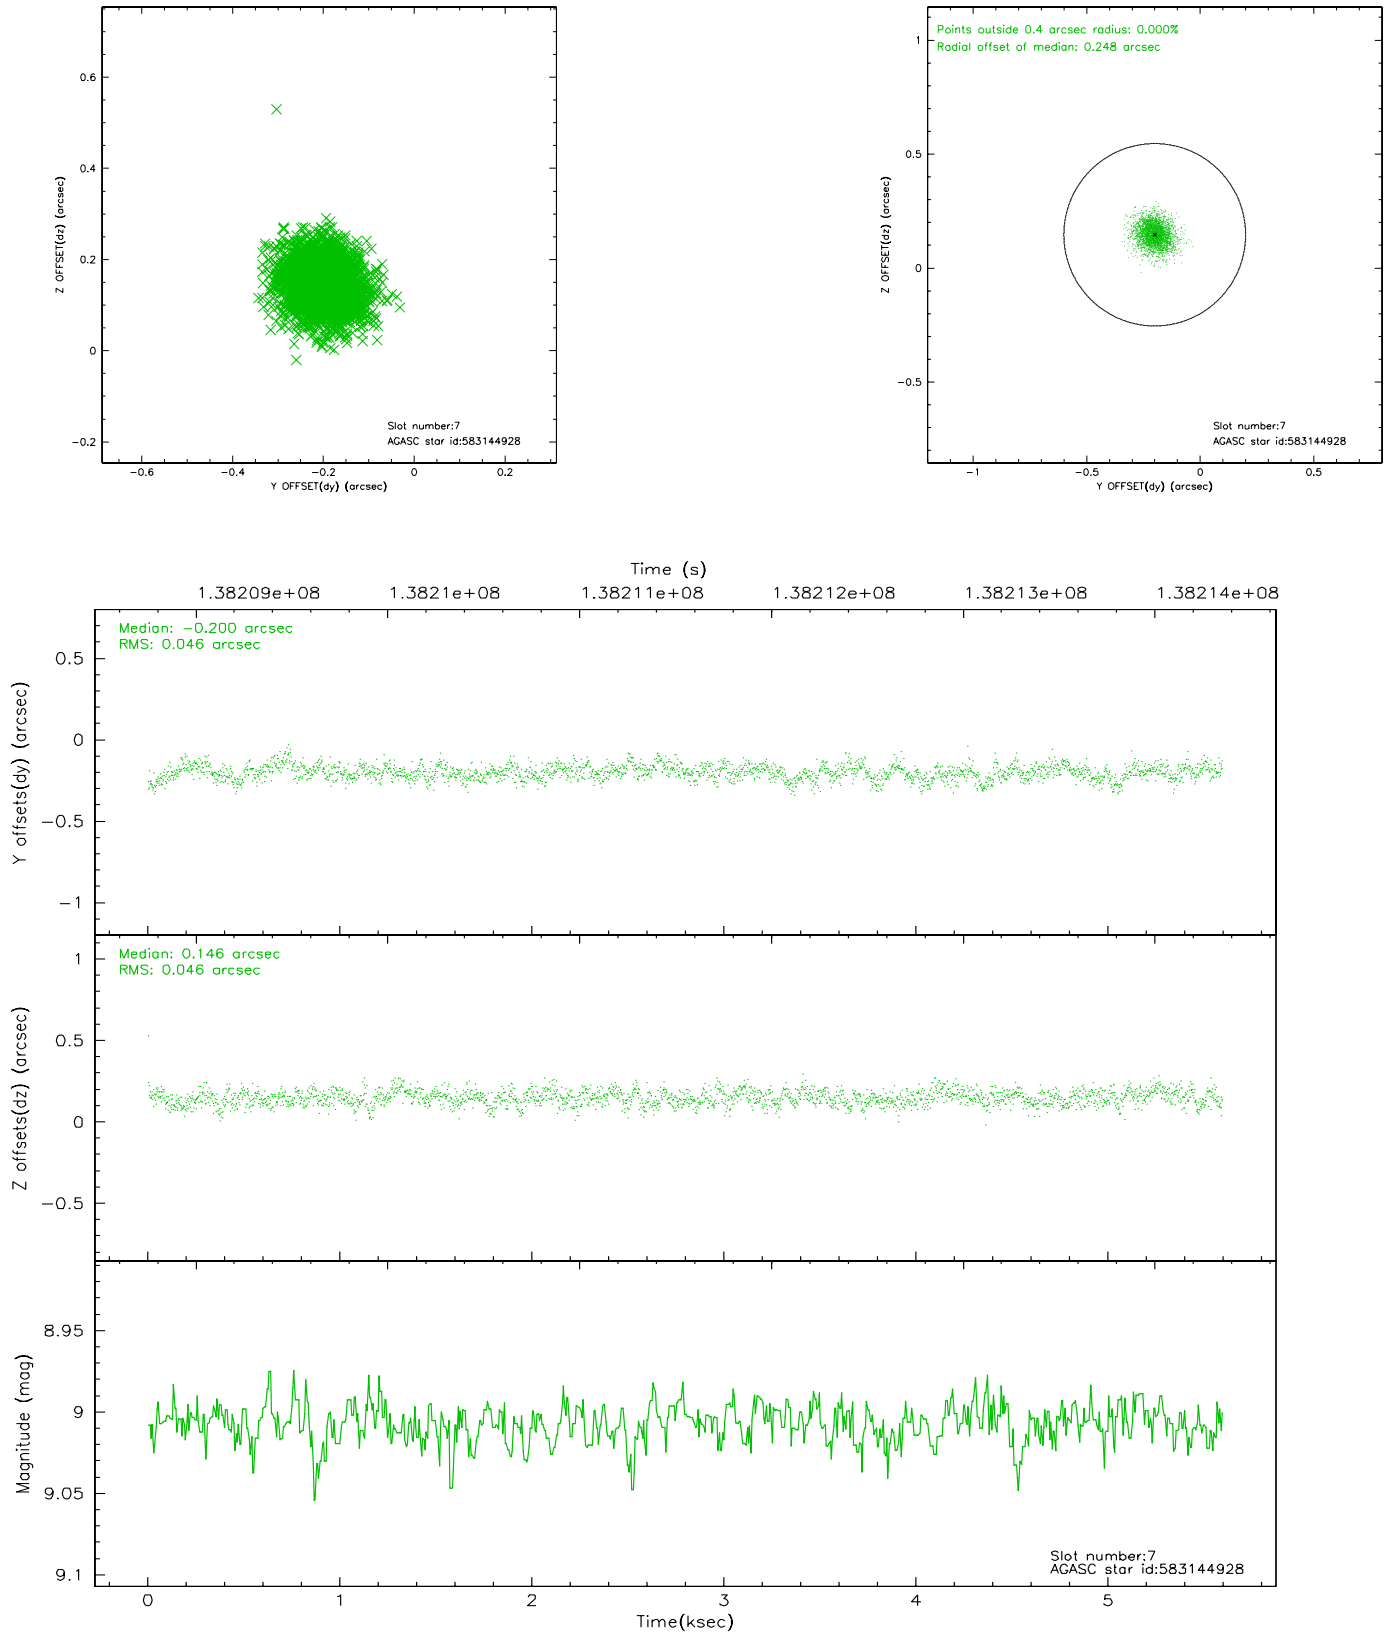 0.6
0.4
0.2
0
−0.2
Z OFFSET(dz) (arcsec)
Slot number:7
AGASC star id:583144928
−0.6 −0.4 −0.2 0 0.2
Y OFFSET(dy) (arcsec)
Points outside 0.4 arcsec radius: 0.000%
Radial offset of median: 0.248 arcsec
1
0.5
0
−0.5
Z OFFSET(dz) (arcsec)
Slot number:7
AGASC star id:583144928
−1 −0.5 0 0.5
Y OFFSET(dy) (arcsec)
Time (s)
1.38209e+08 1.3821e+08 1.38211e+08 1.38212e+08 1.38213e+08 1.38214e+08
Median: −0.200 arcsec
RMS: 0.046 arcsec
0.5
0
−0.5
−1
Y offsets(dy) (arcsec)
Median: 0.146 arcsec
RMS: 0.046 arcsec
1
0.5
0
−0.5
Z offsets(dz) (arcsec)
8.95
9
9.05
9.1
Magnitude (mag)
Slot number:7
AGASC star id:583144928
0 1 2 3 4 5
Time(ksec)